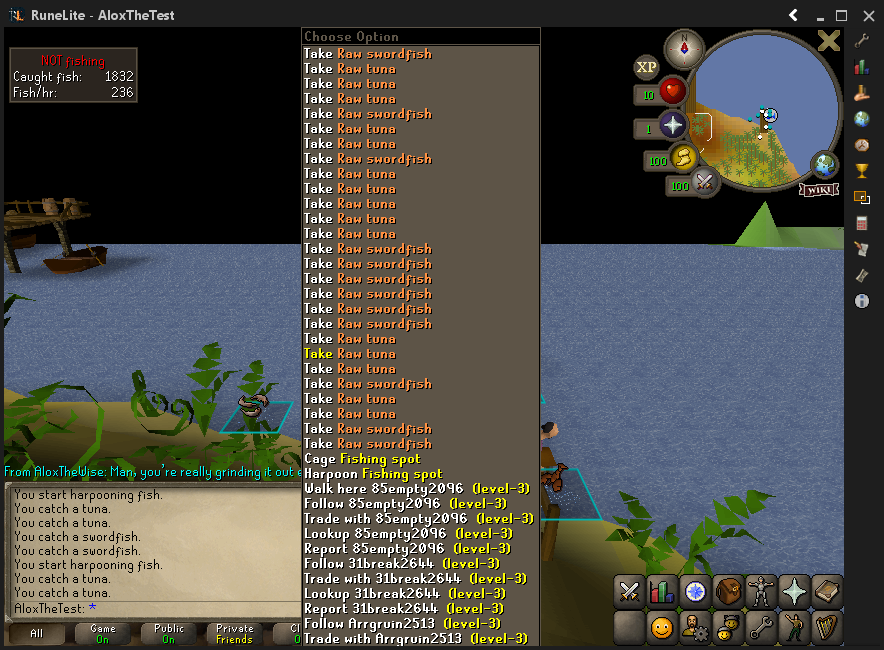 RuneLite - AloxTheTest
NOT fishing
Caught fish: 1832
Fish/hr: 236
Choose Option
Take Raw swordfish
Take Raw tuna
Take Raw tuna
Take Raw tuna
Take Raw swordfish
Take Raw tuna
Take Raw tuna
Take Raw swordfish
Take Raw tuna
Take Raw tuna
Take Raw tuna
Take Raw tuna
Take Raw tuna
Take Raw swordfish
Take Raw swordfish
Take Raw swordfish
Take Raw swordfish
Take Raw swordfish
Take Raw swordfish
Take Raw tuna
Take Raw tuna
Take Raw tuna
Take Raw swordfish
Take Raw tuna
Take Raw tuna
Take Raw swordfish
Take Raw swordfish
Cage Fishing spot
Harpoon Fishing spot
Walk here 85empty2096 (level-3)
Follow 85empty2096 (level-3)
Trade with 85empty2096 (level-3)
Lookup 85empty2096 (level-3)
Report 85empty2096 (level-3)
Follow 31break2644 (level-3)
Trade with 31break2644 (level-3)
Lookup 31break2644 (level-3)
Report 31break2644 (level-3)
Follow Arrgruin2513 (level-3)
Trade with Arrgruin2513 (level-3)
N
XP
10
1
100
100
WIKI
From AloxTheWise: Man, you're really grinding it out
You start harpooning fish.
You catch a tuna.
You catch a tuna.
You catch a swordfish.
You catch a swordfish.
You start harpooning fish.
You catch a tuna.
You catch a tuna.
AloxTheTest: *
All
Game
On
Public
On
Private
Friends